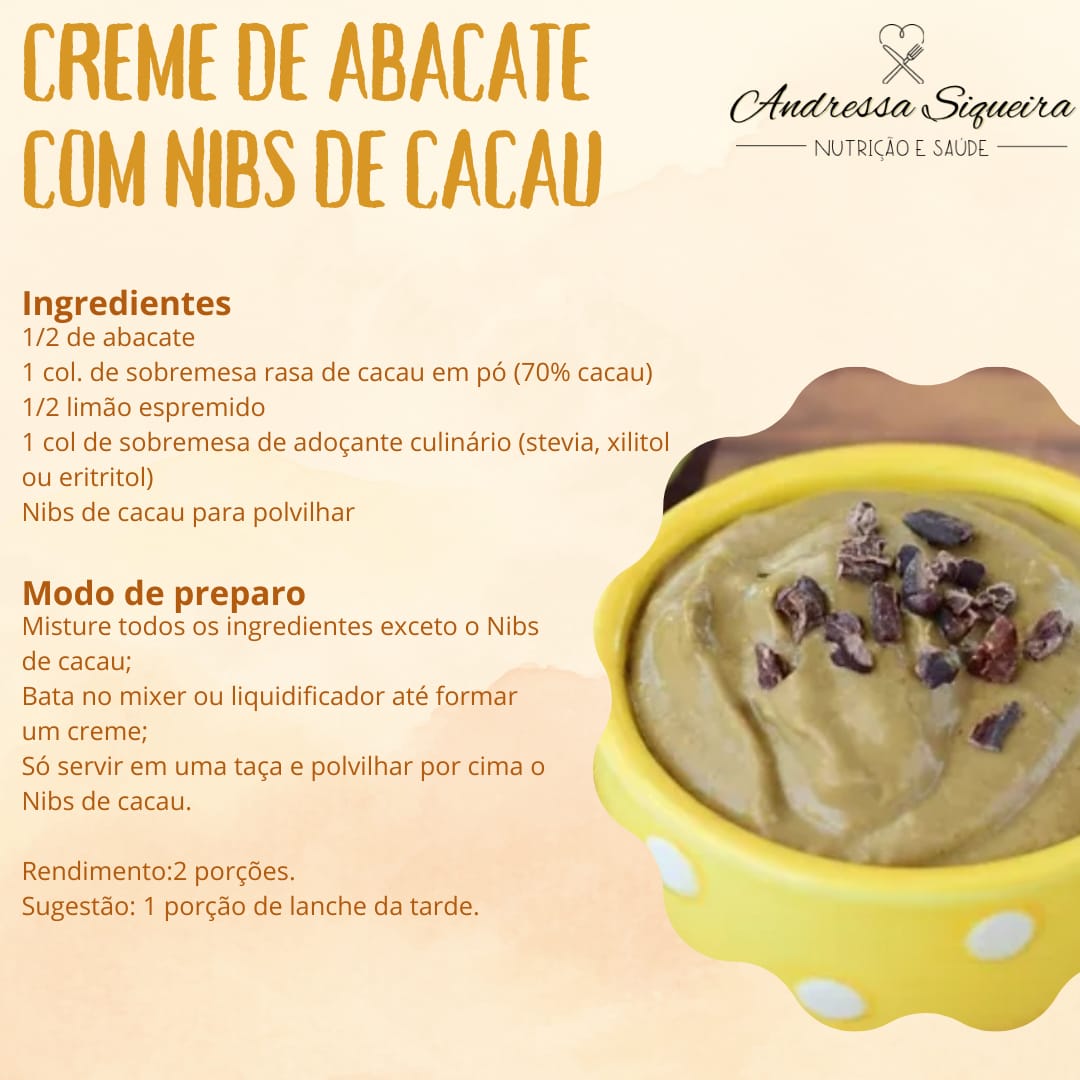 CREME DE ABACATE
COM NIBS DE CACAU
Andressa Siqueira
NUTRIÇÃO E SAÚDE
Ingredientes
1/2 de abacate
1 col. de sobremesa rasa de cacau em pó (70% cacau)
1/2 limão espremido
1 col de sobremesa de adoçante culinário (stevia, xilitol
ou eritritol)
Nibs de cacau para polvilhar
Modo de preparo
Misture todos os ingredientes exceto o Nibs
de cacau;
Bata no mixer ou liquidificador até formar
um creme;
Só servir em uma taça e polvilhar por cima o
Nibs de cacau.
Rendimento:2 porções.
Sugestão: 1 porção de lanche da tarde.